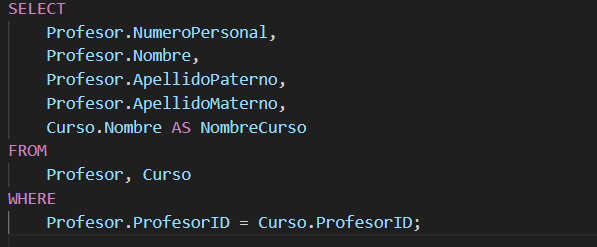 SELECT
Profesor.NumeroPersonal,
Profesor.Nombre,
Profesor.ApellidoPaterno,
Profesor.ApellidoMaterno,
Curso.Nombre AS NombreCurso
FROM
Profesor, Curso
WHERE
Profesor.ProfesorID = Curso.ProfesorID;